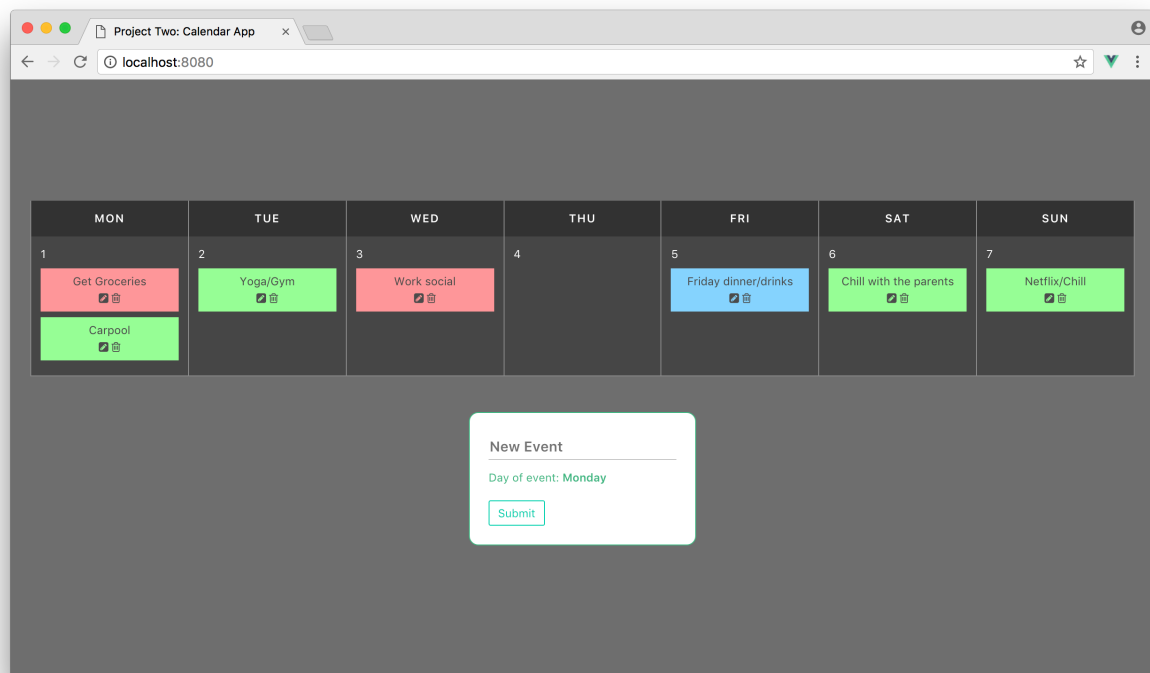 Project Two: Calendar App
localhost:8080
MON TUE WED THU FRI SAT SUN
1 2 3 4 5 6 7
Get Groceries Yoga/Gym Work social Friday dinner/drinks Chill with the parents Netflix/Chill
Carpool
New Event
Day of event: Monday
Submit